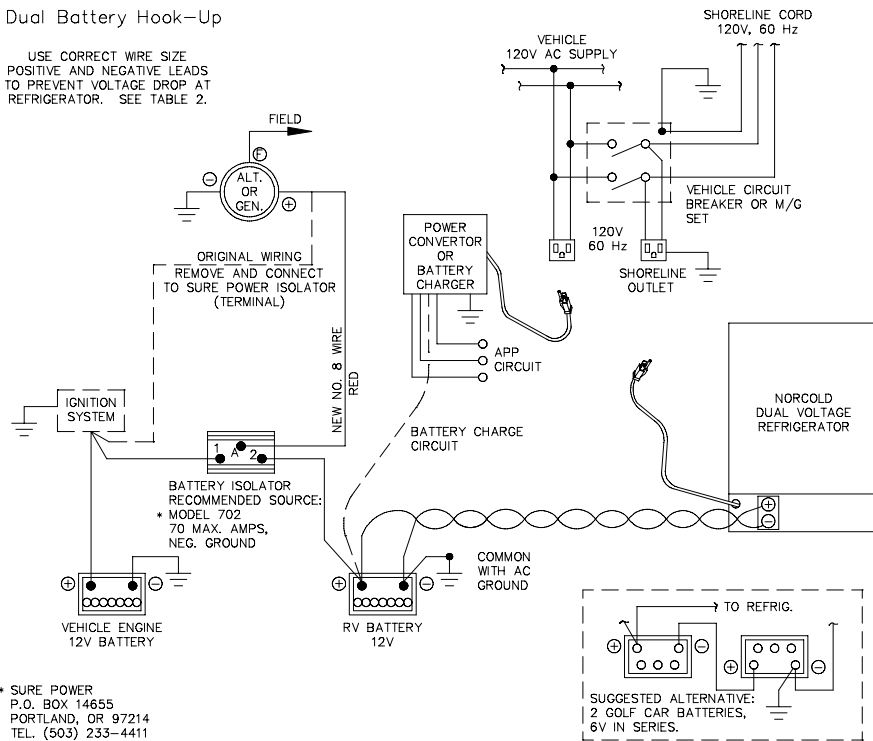 Dual Battery Hook-Up
USE CORRECT WIRE SIZE
POSITIVE AND NEGATIVE LEADS
TO PREVENT VOLTAGE DROP AT
REFRIGERATOR. SEE TABLE 2.
FIELD
F
ALT.
OR
GEN.
ORIGINAL WIRING
REMOVE AND CONNECT
TO SURE POWER ISOLATOR
(TERMINAL)
NEW NO. 8 WIRE
RED
IGNITION
SYSTEM
1 A 2
BATTERY ISOLATOR
RECOMMENDED SOURCE:
* MODEL 702
70 MAX. AMPS,
NEG. GROUND
VEHICLE ENGINE
12V BATTERY
POWER
CONVERTOR
OR
BATTERY
CHARGER
APP
CIRCUIT
BATTERY CHARGE
CIRCUIT
COMMON
WITH AC
GROUND
RV BATTERY
12V
VEHICLE
120V AC SUPPLY
SHORELINE CORD
120V, 60 Hz
VEHICLE CIRCUIT
BREAKER OR M/G
SET
120V
60 Hz
SHORELINE
OUTLET
NORCOLD
DUAL VOLTAGE
REFRIGERATOR
TO REFRIG.
SUGGESTED ALTERNATIVE:
2 GOLF CAR BATTERIES,
6V IN SERIES.
* SURE POWER
P.O. BOX 14655
PORTLAND, OR 97214
TEL. (503) 233-4411